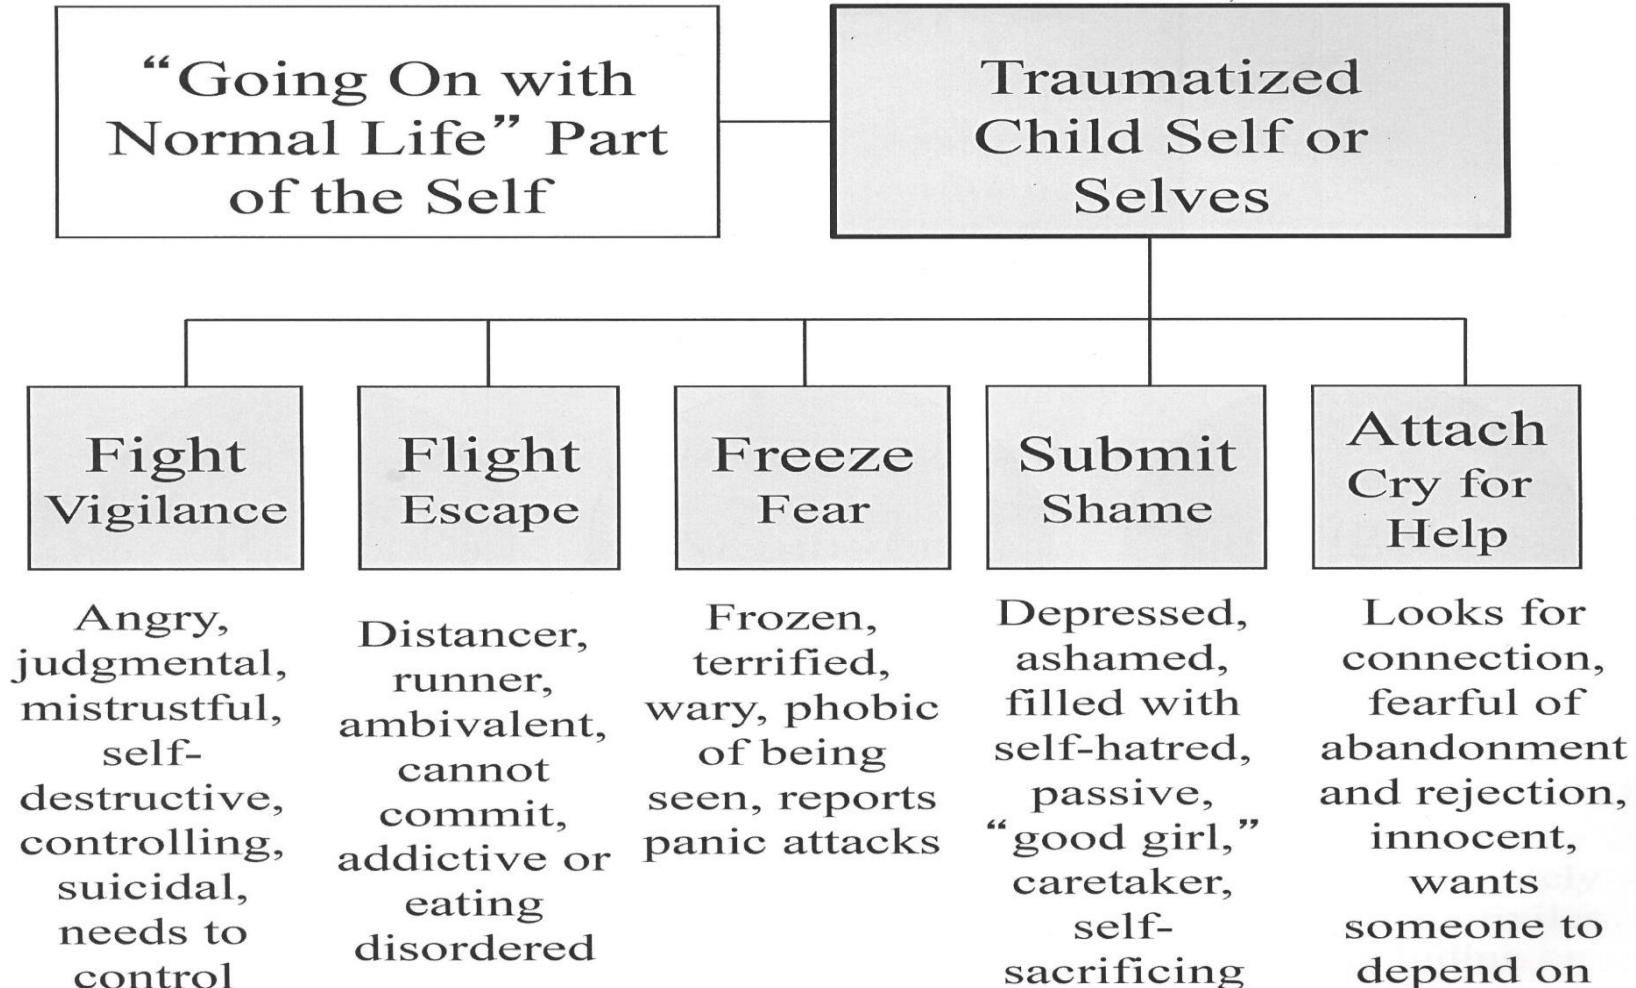 “Going On with
Normal Life” Part
of the Self
Traumatized
Child Self or
Selves
Fight
Vigilance
Flight
Escape
Freeze
Fear
Submit
Shame
Attach
Cry for
Help
Angry,
judgmental,
mistrustful,
self-
destructive,
controlling,
suicidal,
needs to
control
Distancer,
runner,
ambivalent,
cannot
commit,
addictive or
eating
disordered
Frozen,
terrified,
wary, phobic
of being
seen, reports
panic attacks
Depressed,
ashamed,
filled with
self-hatred,
passive,
“good girl,”
caretaker,
self-
sacrificing
Looks for
connection,
fearful of
abandonment
and rejection,
innocent,
wants
someone to
depend on